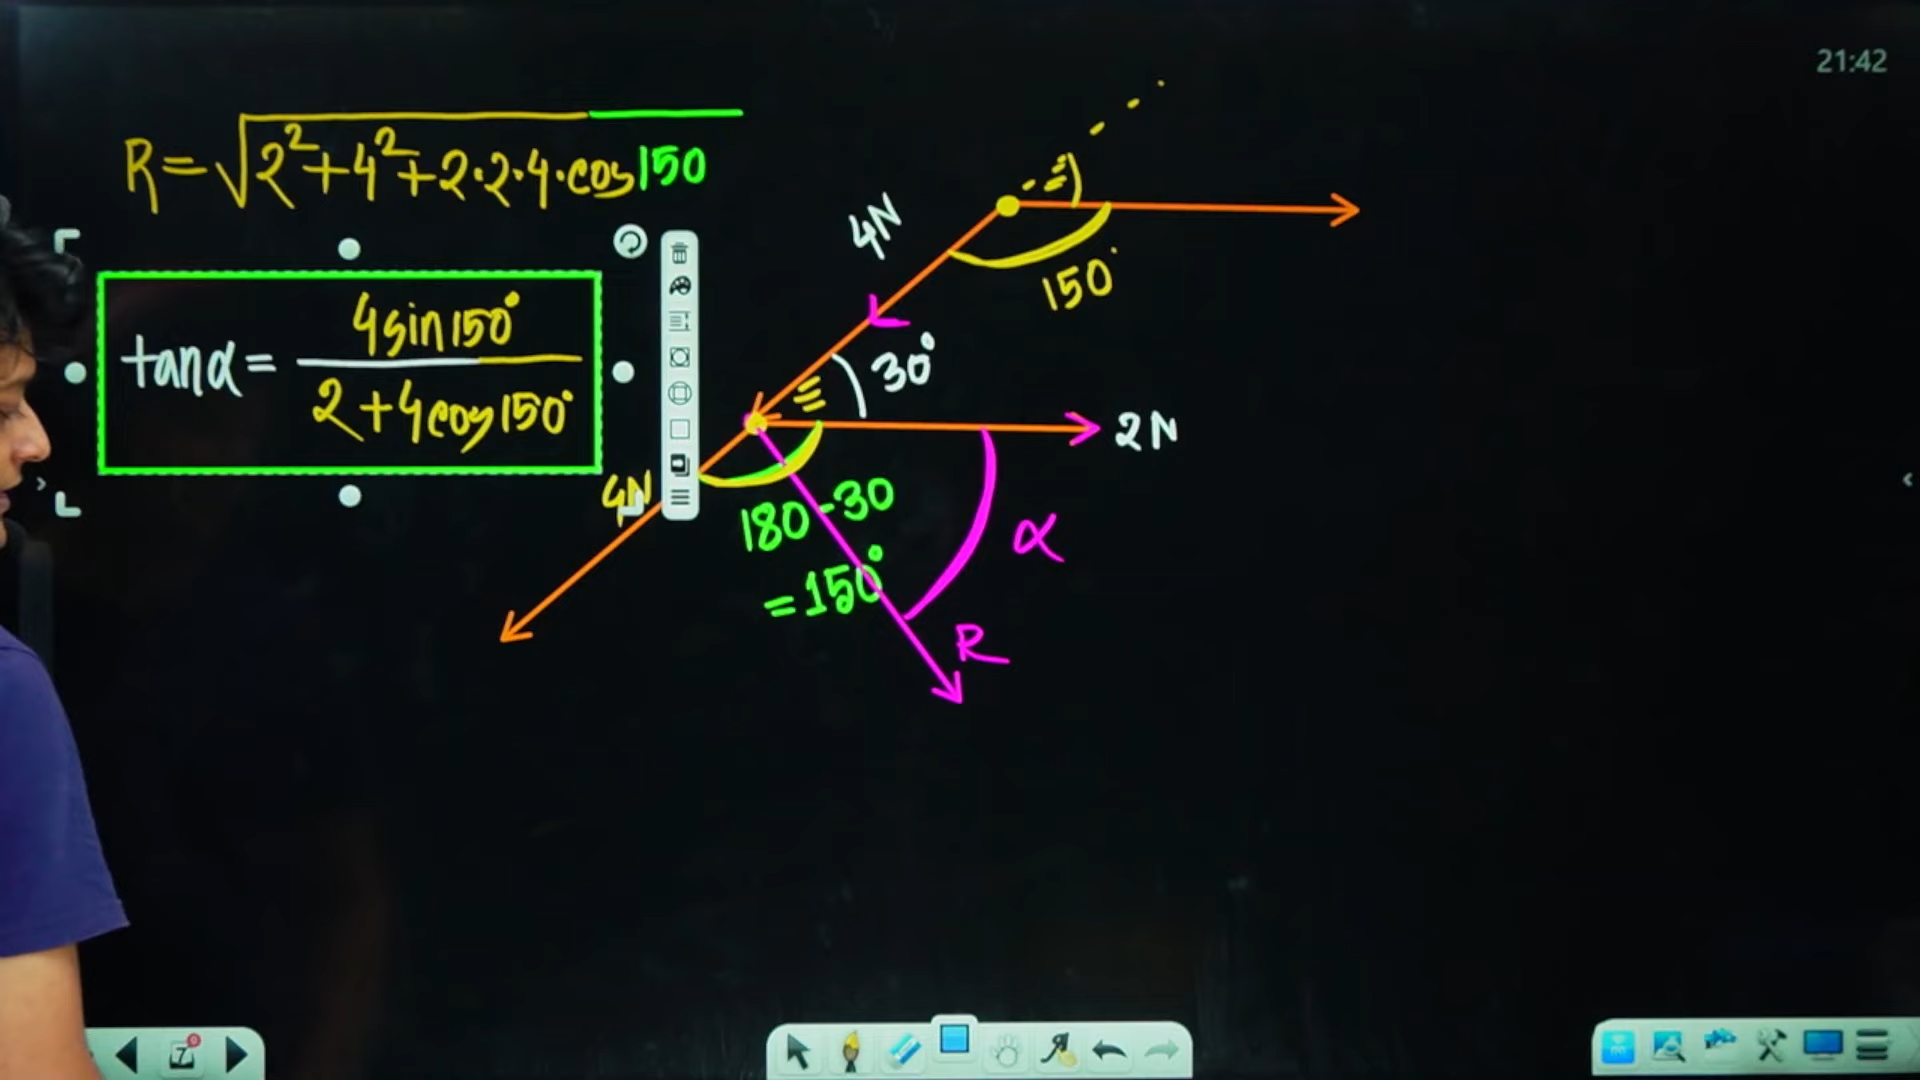 21:42
R=√2²+4²+2·2·4·cos150
4N
150°
tanα= 4sin150°
2+4cos150°
30°
2N
4N
180-30
=150°
α
R
7